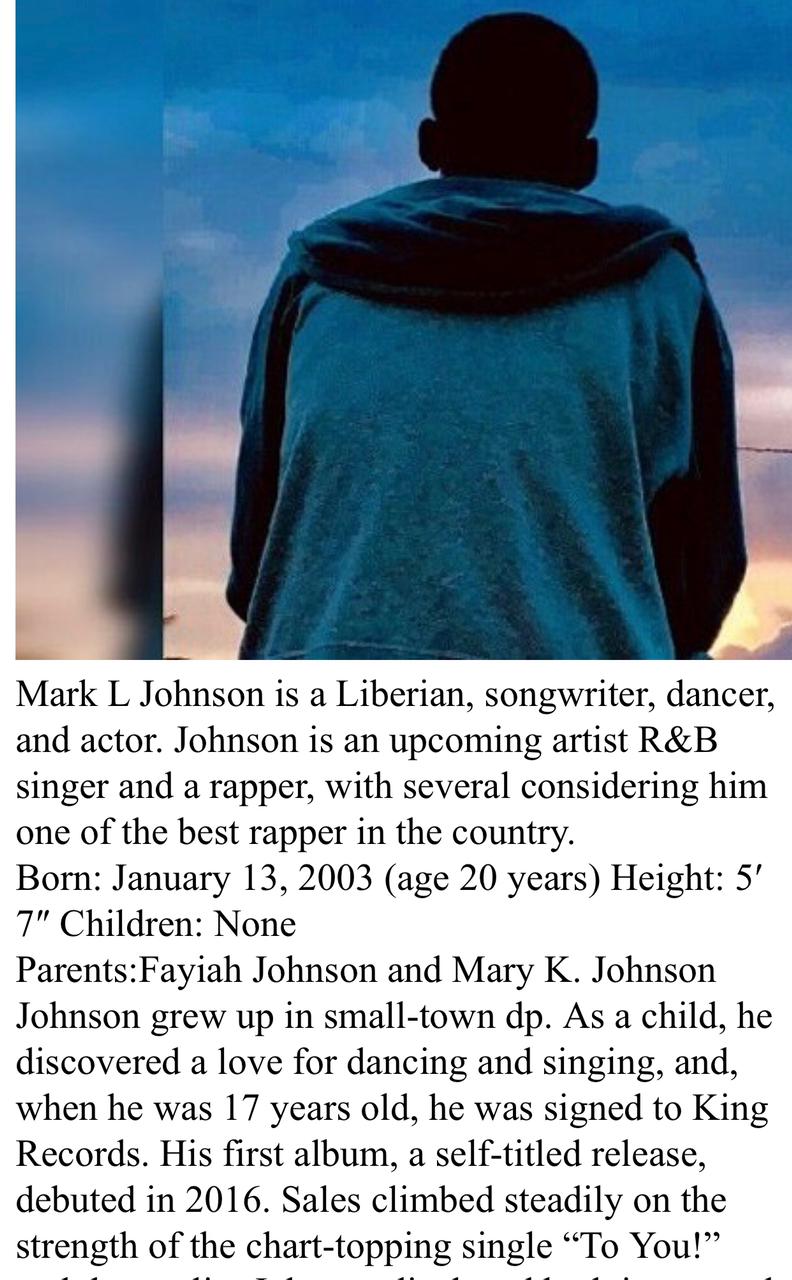 Mark L Johnson is a Liberian, songwriter, dancer,
and actor. Johnson is an upcoming artist R&B
singer and a rapper, with several considering him
one of the best rapper in the country.
Born: January 13, 2003 (age 20 years) Height: 5′
7″ Children: None
Parents:Fayiah Johnson and Mary K. Johnson
Johnson grew up in small-town dp. As a child, he
discovered a love for dancing and singing, and,
when he was 17 years old, he was signed to King
Records. His first album, a self-titled release,
debuted in 2016. Sales climbed steadily on the
strength of the chart-topping single “To You!”